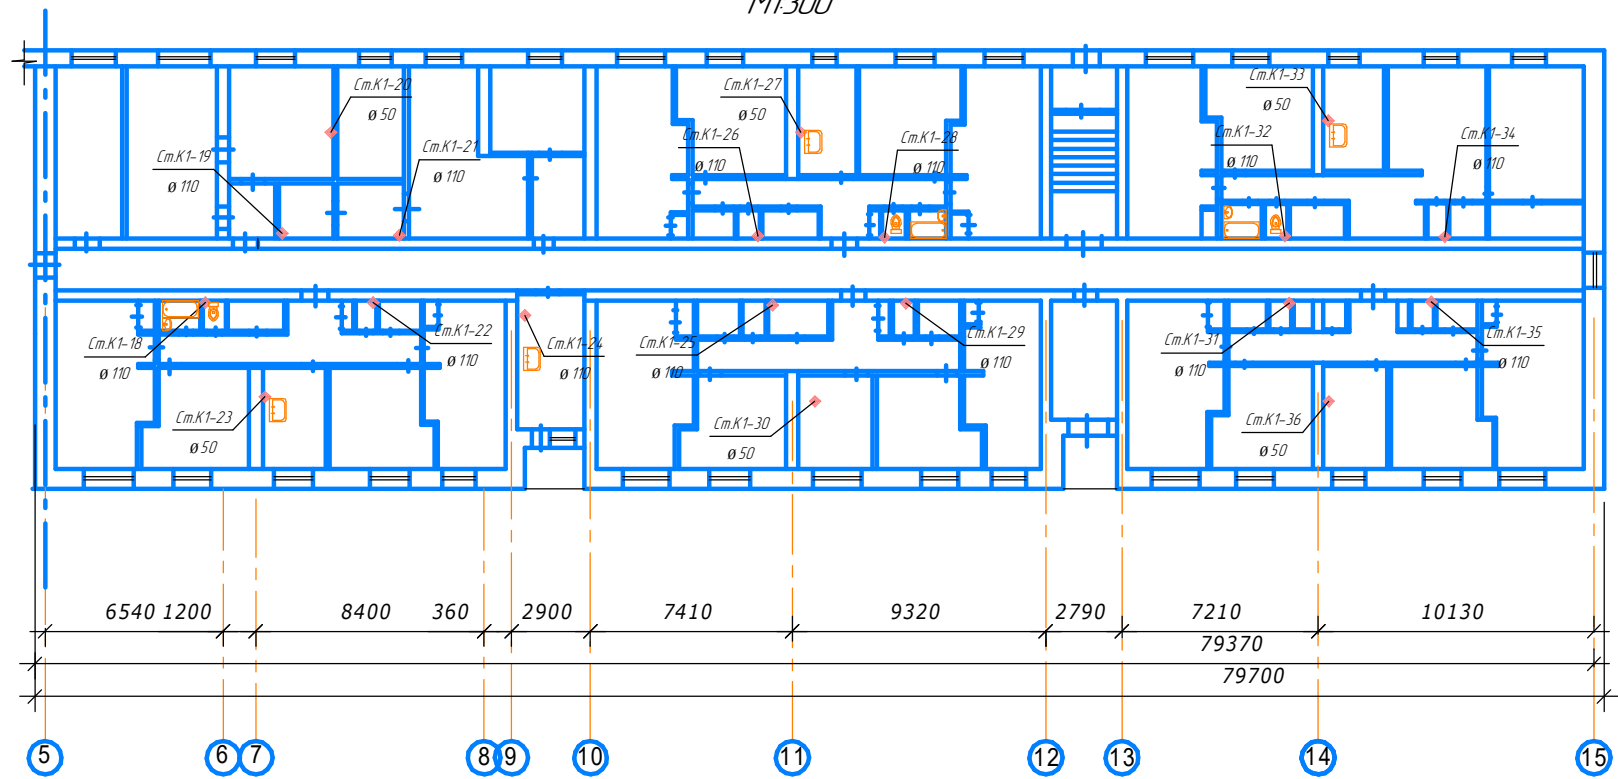 М1:300
Ст.К1-20
ø 50
Ст.К1-27
ø 50
Ст.К1-33
ø 50
Ст.К1-19
ø 110
Ст.К1-21
ø 110
Ст.К1-26
ø 110
Ст.К1-28
ø 110
Ст.К1-32
ø 110
Ст.К1-34
ø 110
Ст.К1-18
ø 110
Ст.К1-22
ø 110
Ст.К1-24
ø 110
Ст.К1-25
ø 110
Ст.К1-29
ø 110
Ст.К1-31
ø 110
Ст.К1-35
ø 110
Ст.К1-23
ø 50
Ст.К1-30
ø 50
Ст.К1-36
ø 50
6540 1200 8400 360 2900 7410 9320 2790 7210 10130
79370
79700
5 6 7 8 9 10 11 12 13 14 15